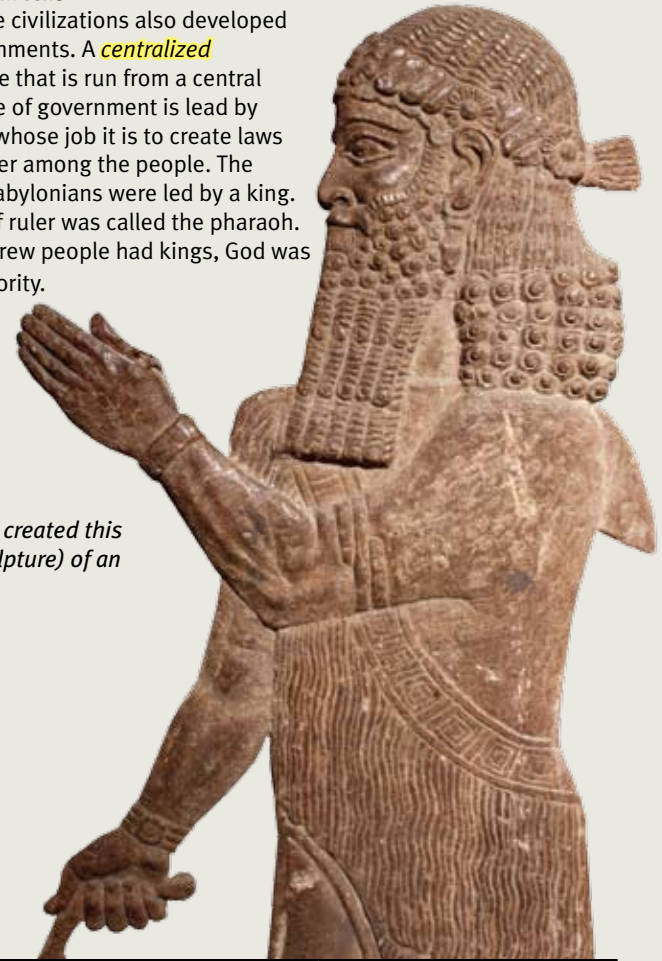 e civilizations also developed
nments. A centralized
e that is run from a central
e of government is lead by
whose job it is to create laws
er among the people. The
abylonians were led by a king.
f ruler was called the pharaoh.
rew people had kings, God was
ority.
created this
lpture) of an